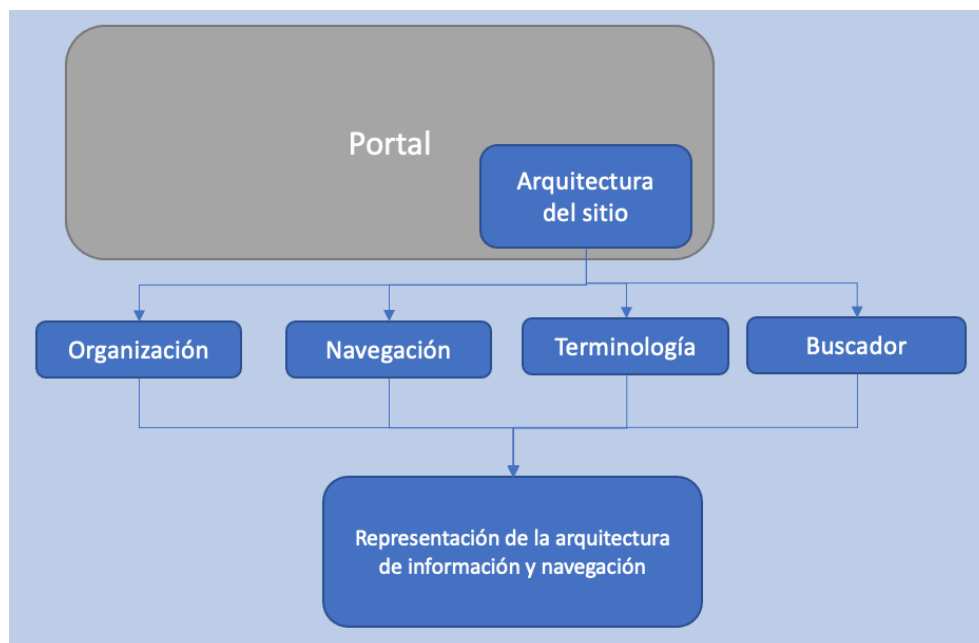 Portal
Arquitectura
del sitio
Organización
Navegación
Terminología
Buscador
Representación de la arquitectura
de información y navegación